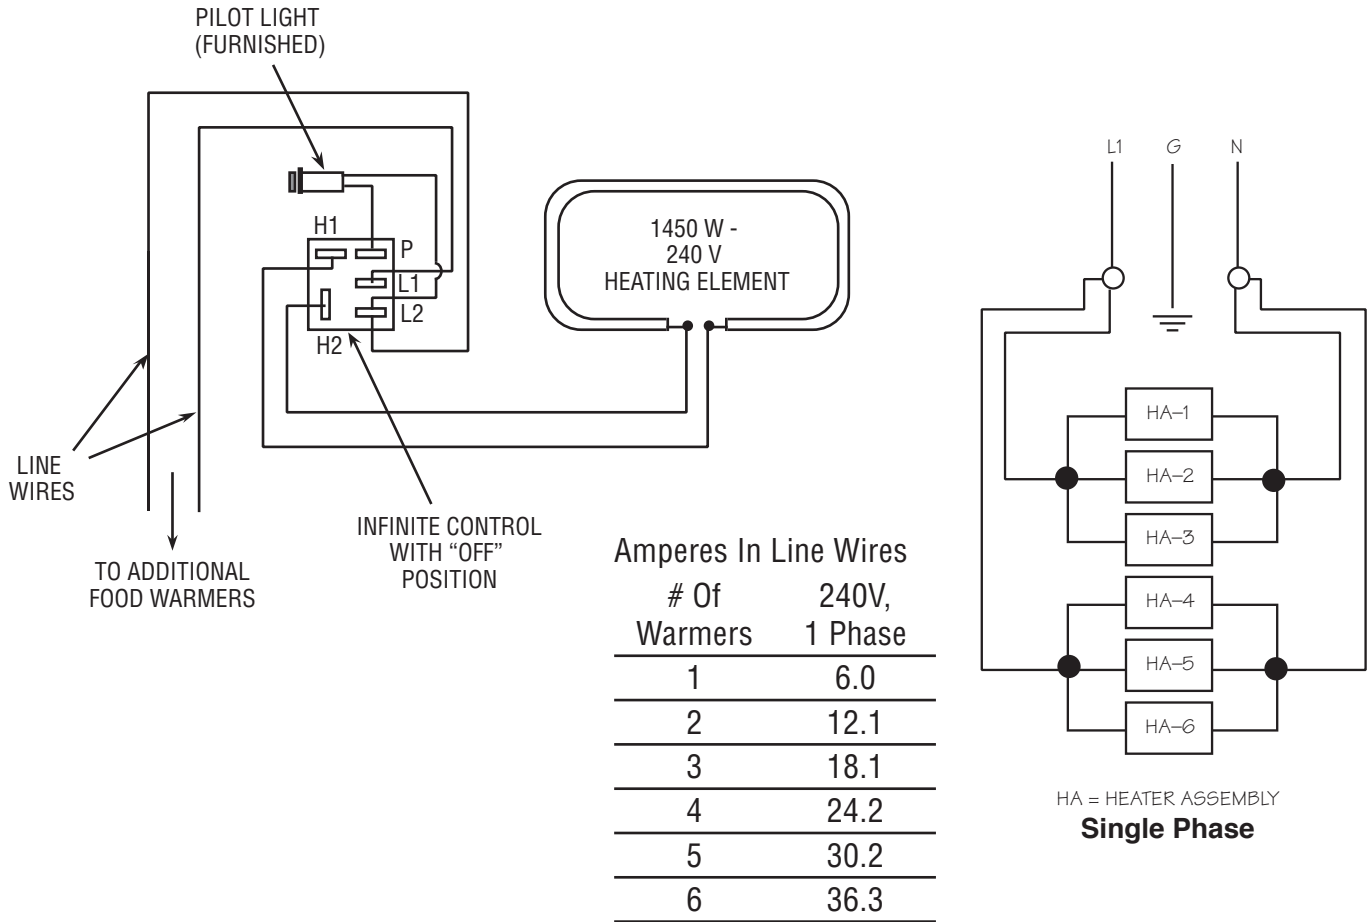 PILOT LIGHT
(FURNISHED)
H1
P
L1
L2
H2
1450 W -
240 V
HEATING ELEMENT
LINE
WIRES
TO ADDITIONAL
FOOD WARMERS
INFINITE CONTROL
WITH “OFF”
POSITION
Amperes In Line Wires
# Of 240V,
Warmers 1 Phase
1 6.0
2 12.1
3 18.1
4 24.2
5 30.2
6 36.3
L1 G N
HA–1
HA–2
HA–3
HA–4
HA–5
HA–6
HA = HEATER ASSEMBLY
Single Phase